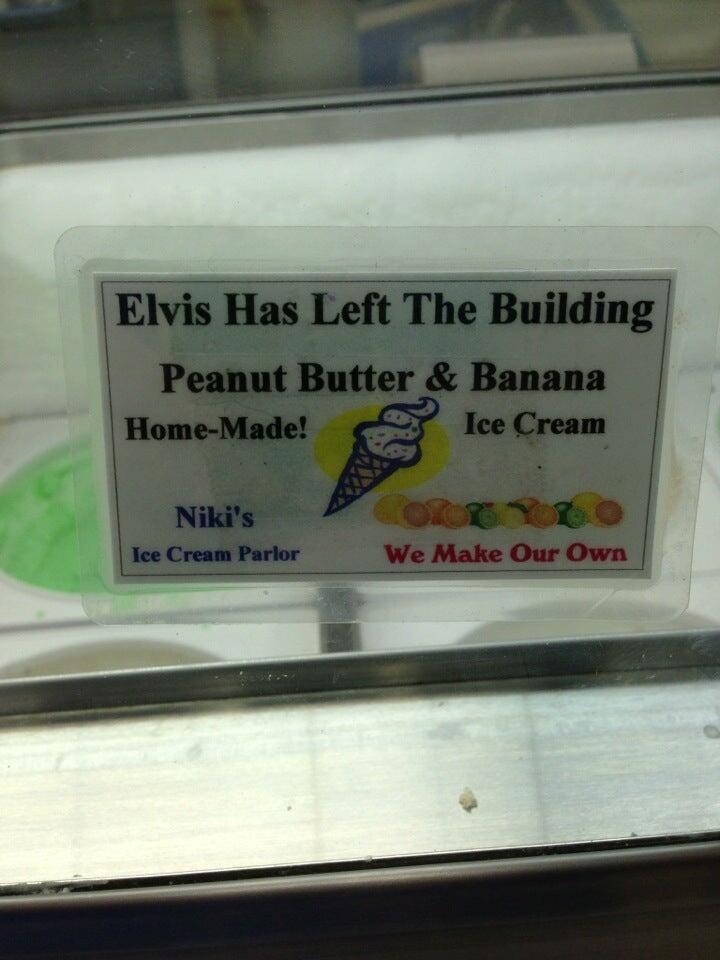 Elvis Has Left The Building
Peanut Butter & Banana
Home-Made! Ice Cream
Niki's
Ice Cream Parlor We Make Our Own